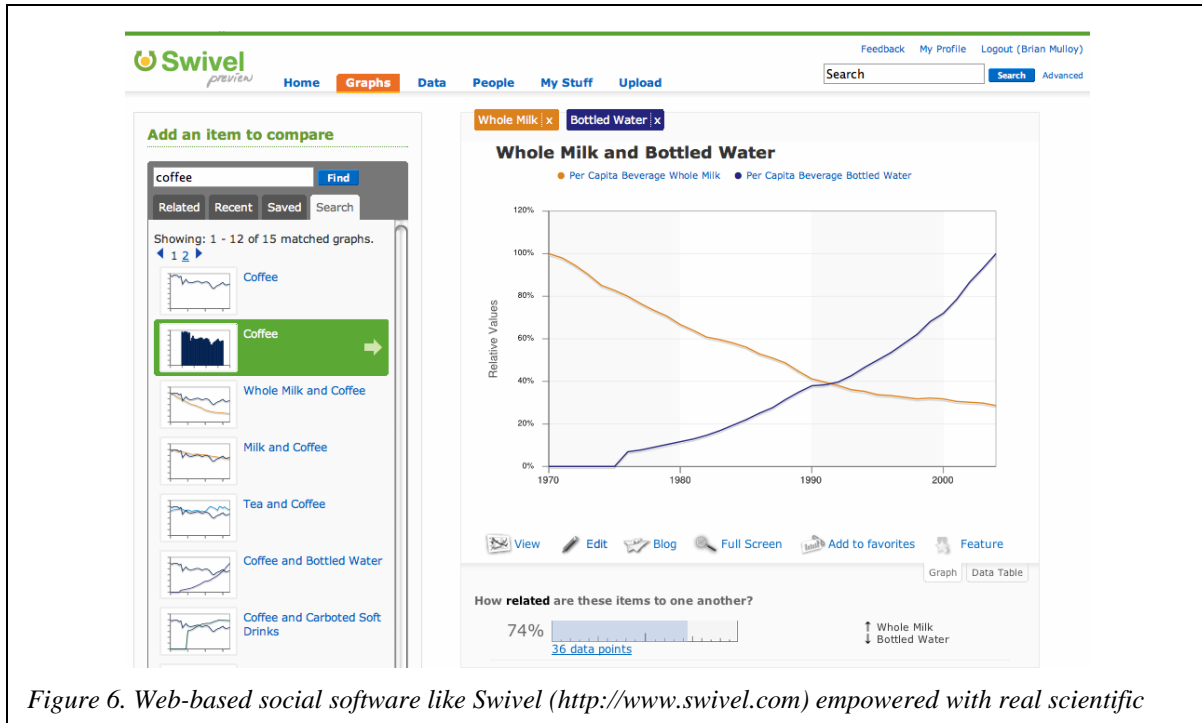 Swivel
preview
Feedback My Profile Logout (Brian Mulloy)
Home Graphs Data People My Stuff Upload
Search Search Advanced
Add an item to compare
coffee Find
Related Recent Saved Search
Showing: 1 - 12 of 15 matched graphs.
1 2
Coffee
Coffee
Whole Milk and Coffee
Milk and Coffee
Tea and Coffee
Coffee and Bottled Water
Coffee and Carboted Soft
Drinks
Whole Milk x Bottled Water x
Whole Milk and Bottled Water
Per Capita Beverage Whole Milk Per Capita Beverage Bottled Water
120%
100%
80%
60%
40%
20%
0%
Relative Values
1970 1980 1990 2000
View Edit Blog Full Screen Add to favorites Feature
Graph Data Table
How related are these items to one another?
74%
36 data points
↑ Whole Milk
↓ Bottled Water
Figure 6. Web-based social software like Swivel (http://www.swivel.com) empowered with real scientific